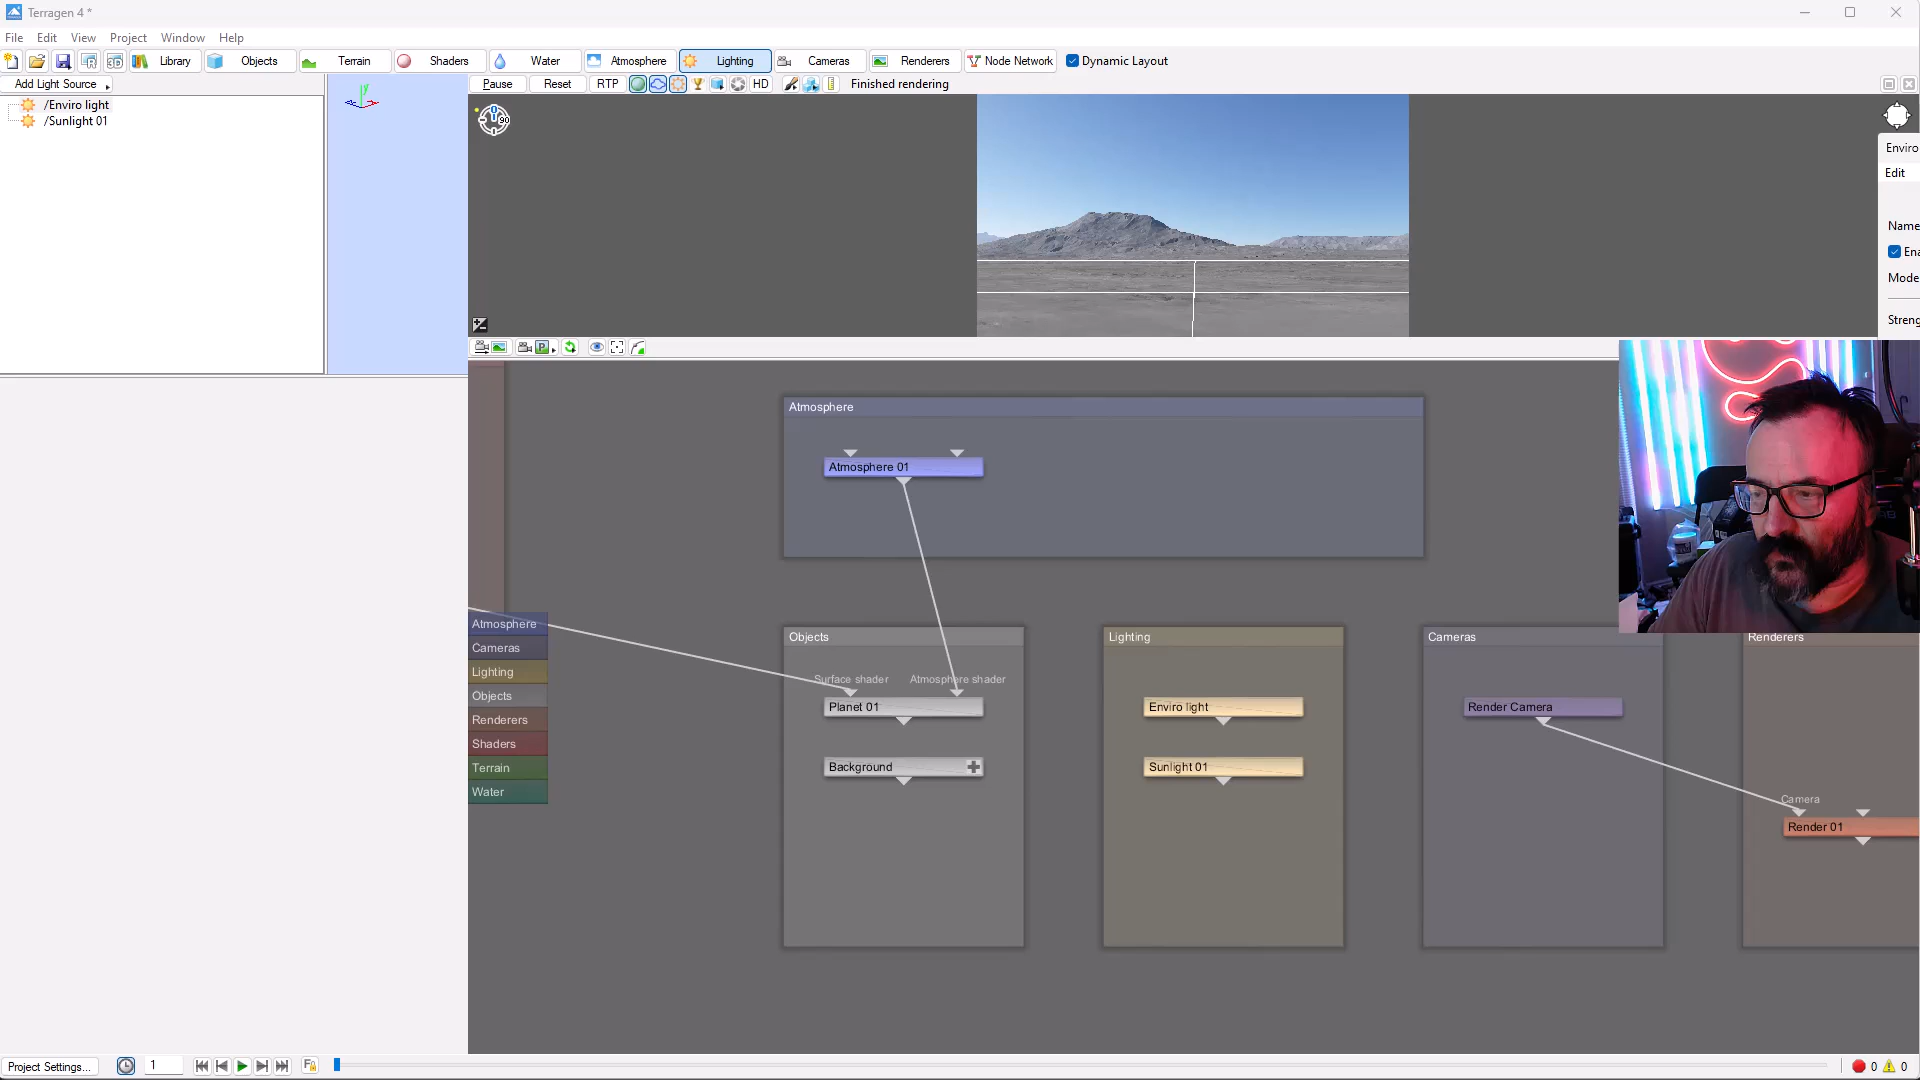 Terragen 4 *
File Edit View Project Window Help
Library Objects Terrain Shaders Water Atmosphere Lighting Cameras Renderers Node Network Dynamic Layout
Add Light Source
Pause Reset RTP HD Finished rendering
/Enviro light
/Sunlight 01
y
90
Enviro
Edit
Name
Ena
Mode
Streng
Atmosphere
Atmosphere 01
Atmosphere
Cameras
Lighting
Objects
Renderers
Shaders
Terrain
Water
Objects
Surface shader Atmosphere shader
Planet 01
Background
Lighting
Enviro light
Sunlight 01
Cameras
Render Camera
Renderers
Camera
Render 01
Project Settings... 1 0 0